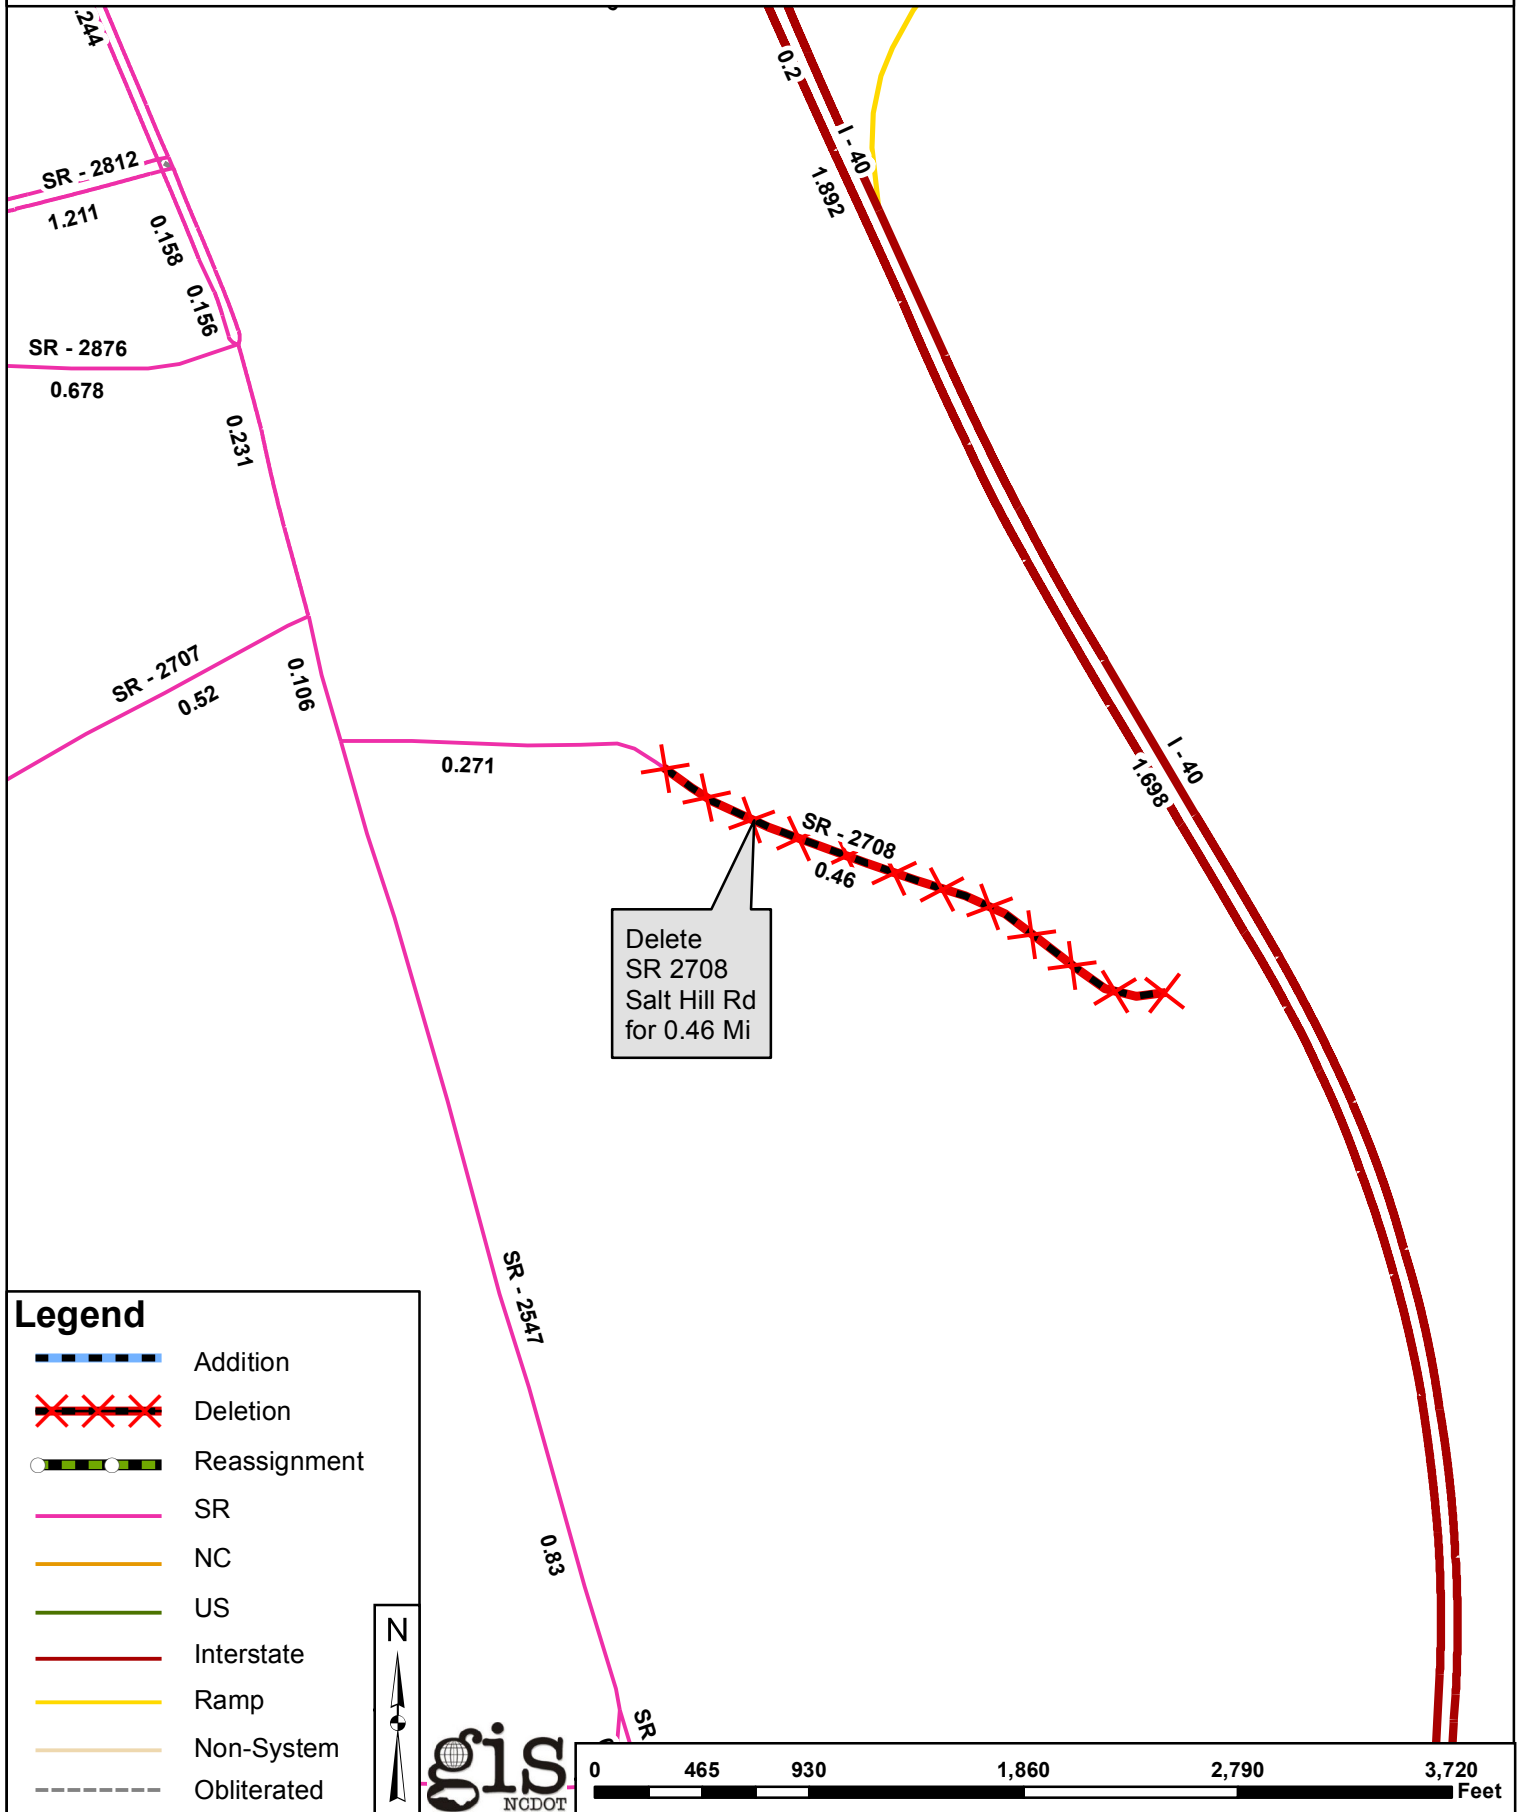 .244
0.2
I - 40
1.892
SR - 2812
1.211
0.158
0.156
SR - 2876
0.678
0.231
SR - 2707
0.52
0.106
0.271
I - 40
1.698
SR - 2708
0.46
Delete
SR 2708
Salt Hill Rd
for 0.46 Mi
SR - 2547
0.83
SR
Legend
Addition
Deletion
Reassignment
SR
NC
US
Interstate
Ramp
Non-System
Obliterated
N
gis
NCDOT
0 465 930 1,860 2,790 3,720
Feet